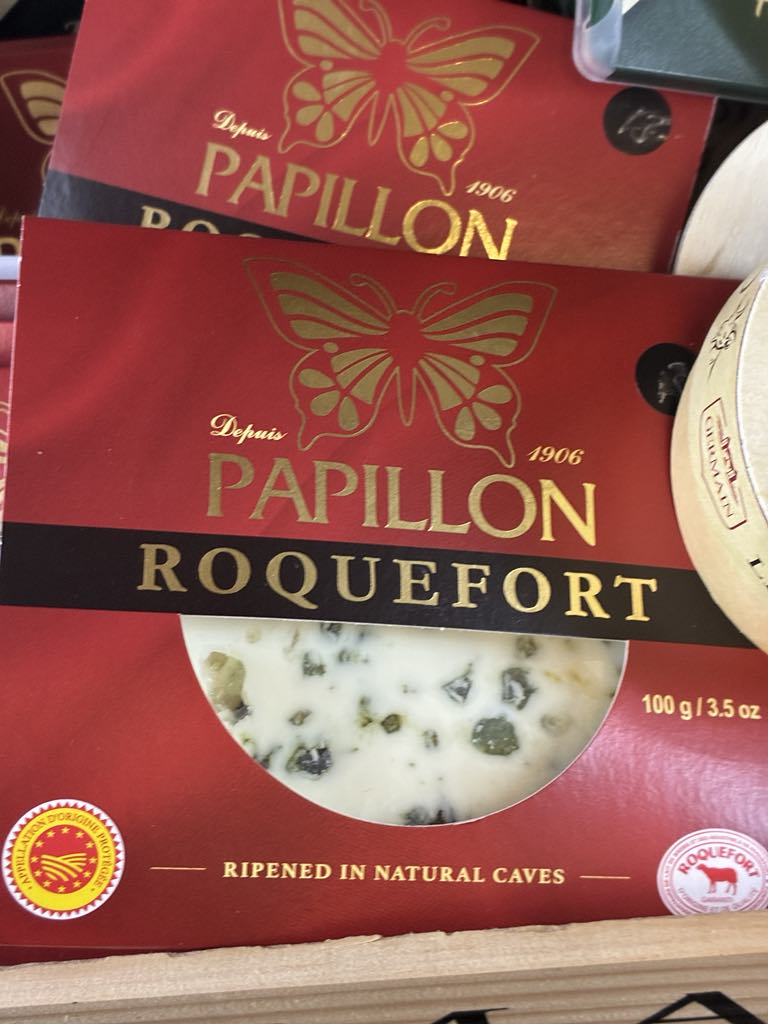 Depuis
1906
PAPILLON
Depuis
1906
PAPILLON
ROQUEFORT
GERMAIN
100 g / 3.5 oz
APPELLATION D'ORIGINE PROTÉGÉE
RIPENED IN NATURAL CAVES
ROQUEFORT